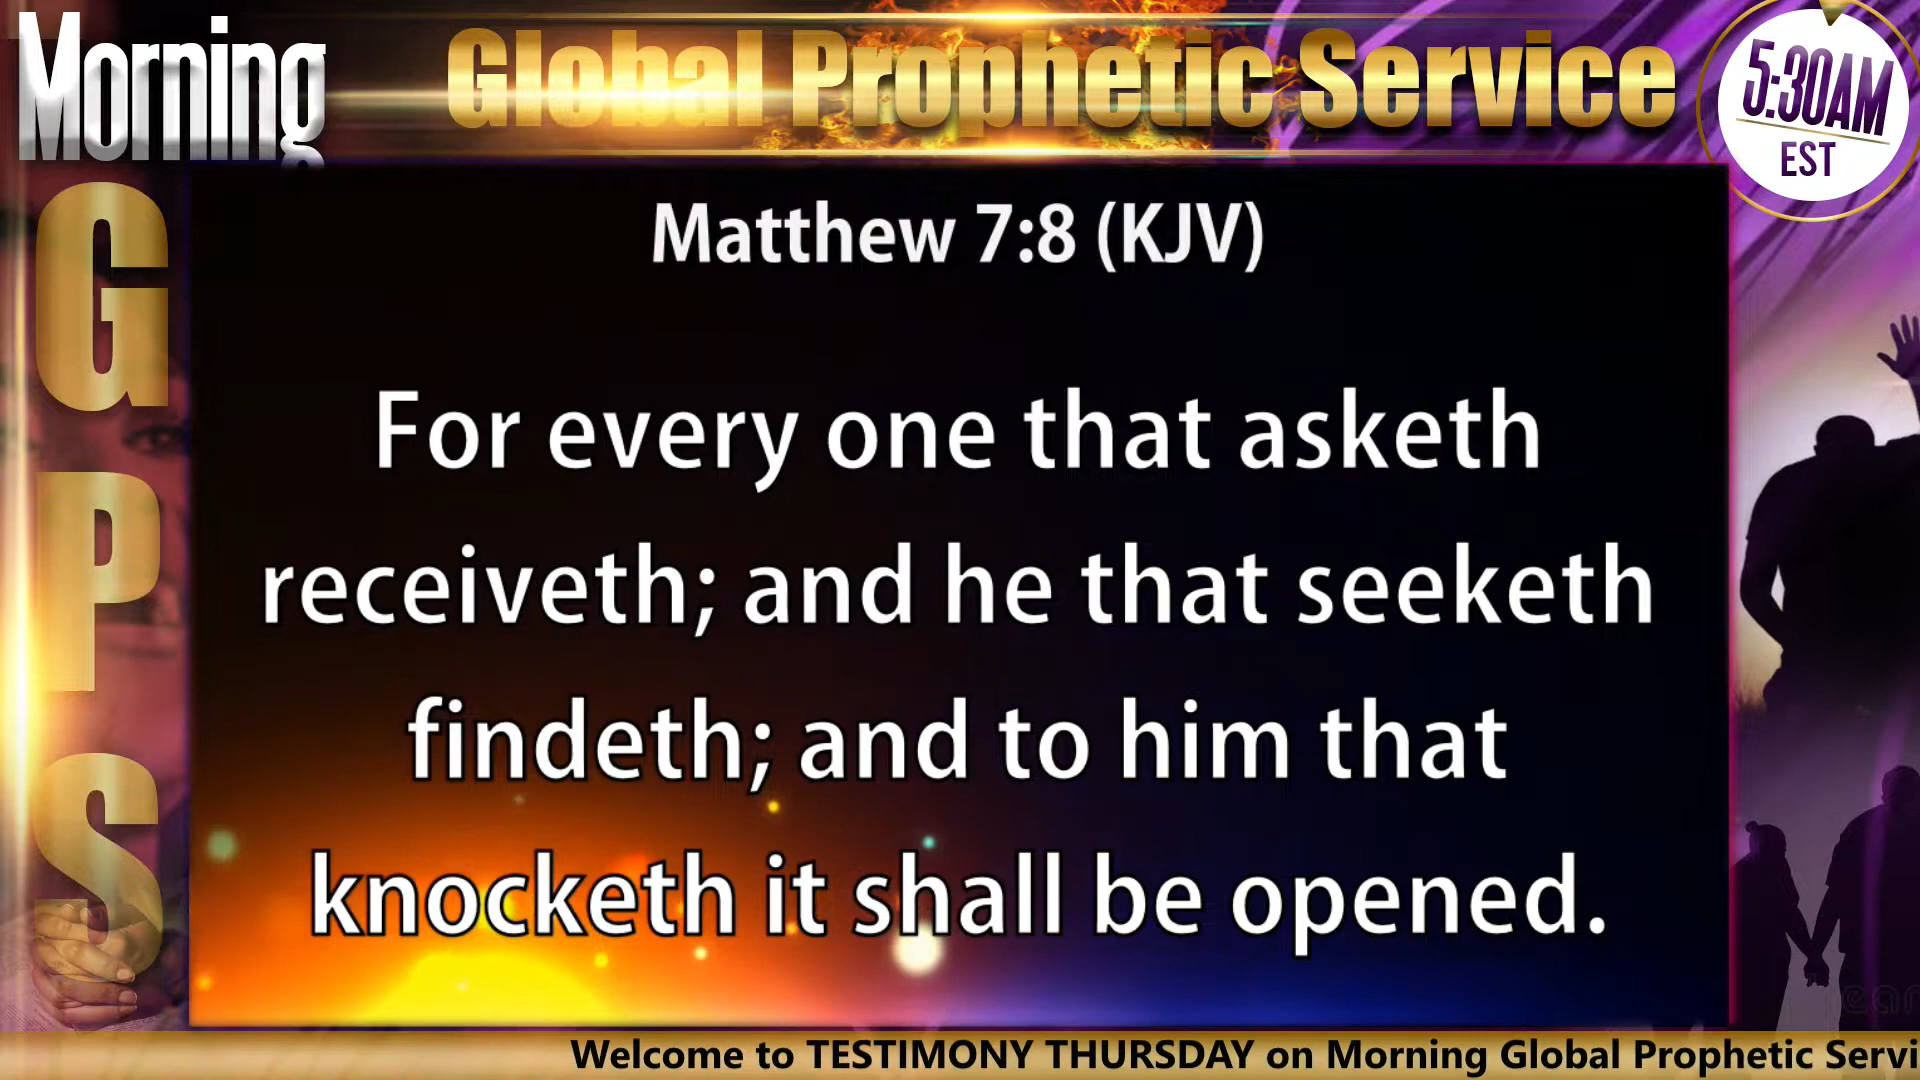 Morning
Global Prophetic Service
5:30AM
EST
G
P
S
Matthew 7:8 (KJV)
For every one that asketh
receiveth; and he that seeketh
findeth; and to him that
knocketh it shall be opened.
Welcome to TESTIMONY THURSDAY on Morning Global Prophetic Servi